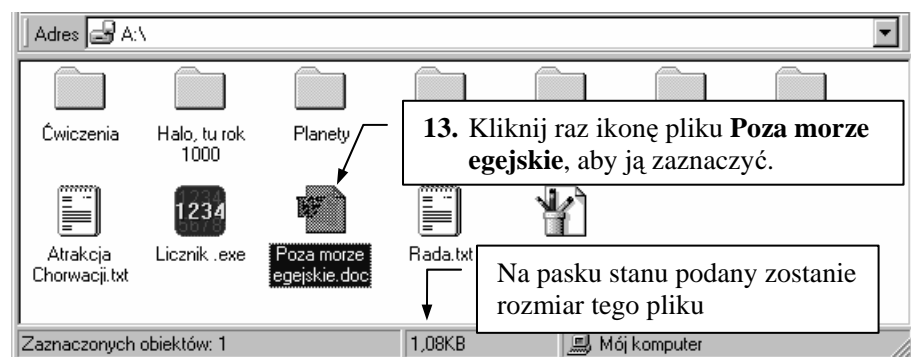 Adres A:\
Ćwiczenia
Halo, tu rok
1000
Planety
13. Kliknij raz ikonę pliku Poza morze
egejskie, aby ją zaznaczyć.
1234
Atrakcja
Chorwacji.txt
Licznik .exe
Poza morze
egejskie.doc
Rada.txt
Na pasku stanu podany zostanie
rozmiar tego pliku
Zaznaczonych obiektów: 1
1,08KB
Mój komputer